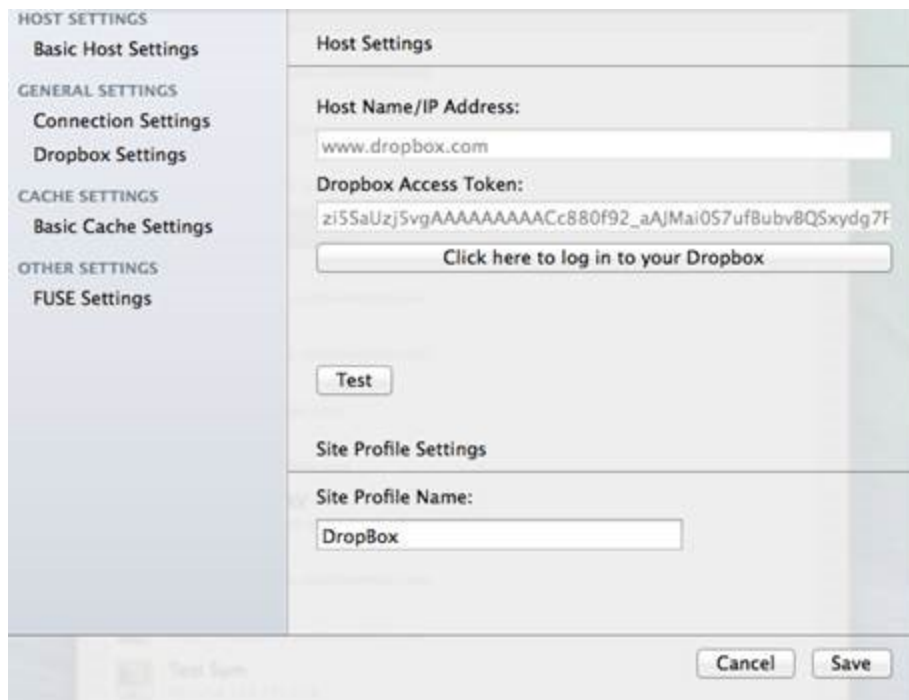 HOST SETTINGS
Basic Host Settings
GENERAL SETTINGS
Connection Settings
Dropbox Settings
CACHE SETTINGS
Basic Cache Settings
OTHER SETTINGS
FUSE Settings
Host Settings
Host Name/IP Address:
www.dropbox.com
Dropbox Access Token:
Click here to log in to your Dropbox
Test
Site Profile Settings
Site Profile Name:
DropBox
Cancel
Save